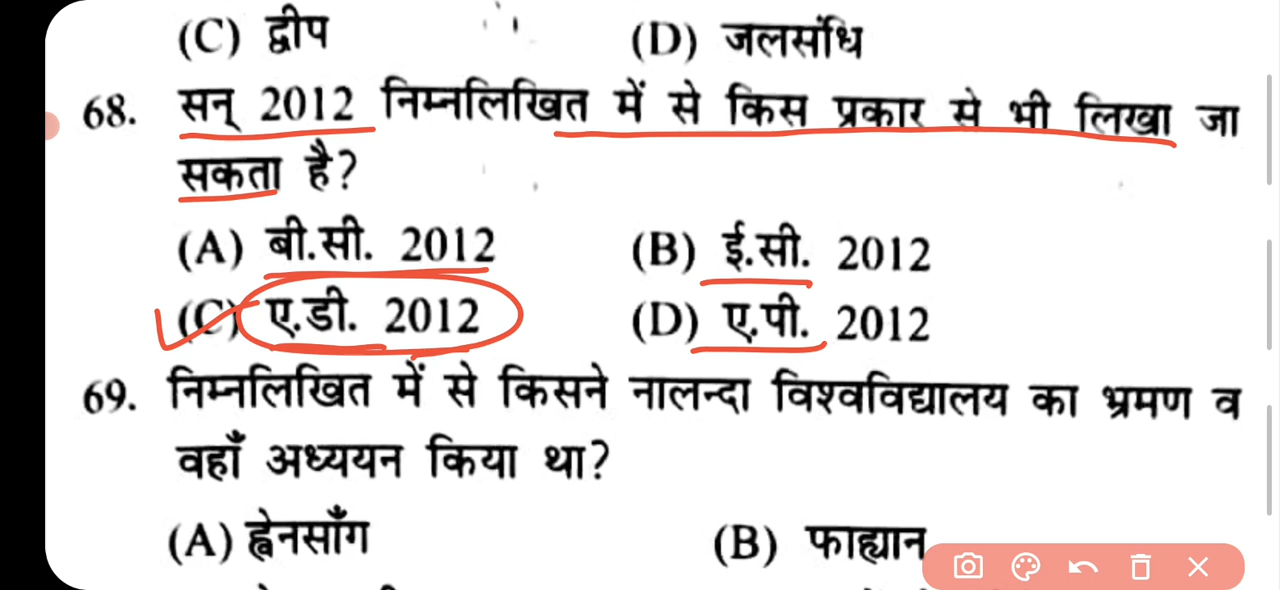 (C) द्वीप (D) जलसंधि
68. सन् 2012 निम्नलिखित में से किस प्रकार से भी लिखा जा
सकता है?
(A) बी.सी. 2012 (B) ई.सी. 2012
(C) ए.डी. 2012 (D) ए.पी. 2012
69. निम्नलिखित में से किसने नालन्दा विश्वविद्यालय का भ्रमण व
वहाँ अध्ययन किया था?
(A) ह्वेनसाँग (B) फाह्यान